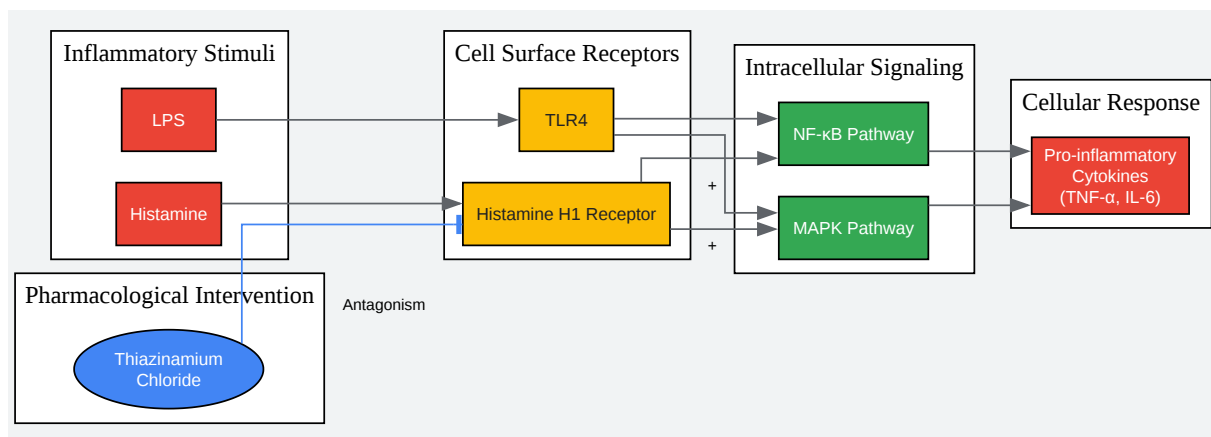 Inflammatory Stimuli
LPS
Histamine
Pharmacological Intervention
Thiazinamium
Chloride
Antagonism
Cell Surface Receptors
TLR4
Histamine H1 Receptor
+
+
Intracellular Signaling
NF-κB Pathway
MAPK Pathway
Cellular Response
Pro-inflammatory
Cytokines
(TNF-α, IL-6)